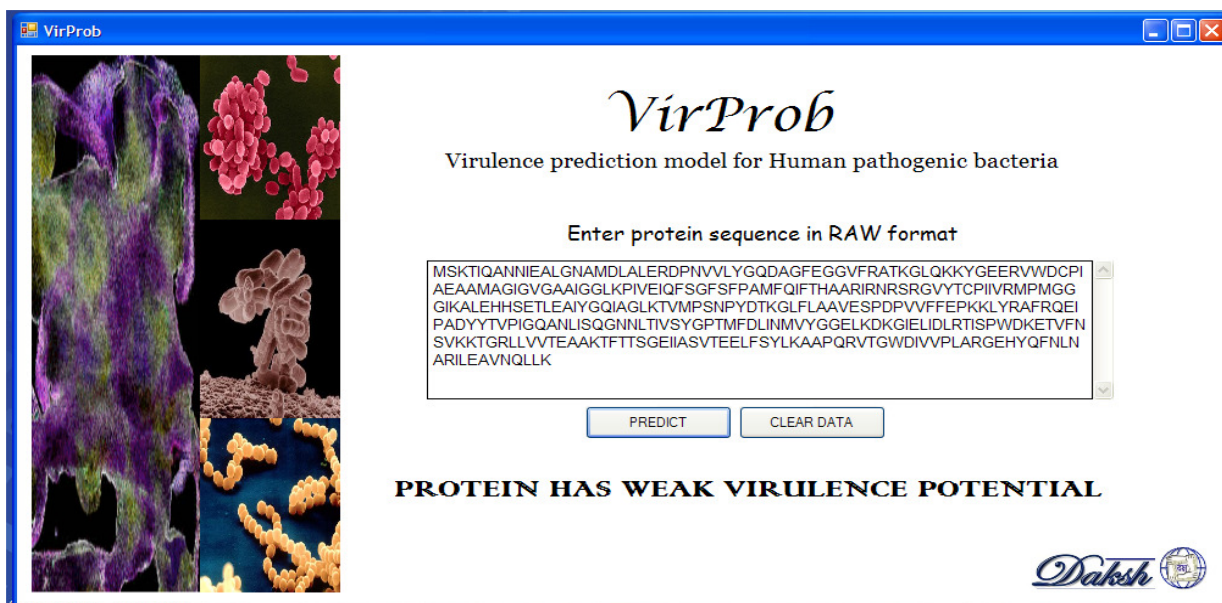 VirProb
VirProb
Virulence prediction model for Human pathogenic bacteria
Enter protein sequence in RAW format
MSKTIQANNIEALGNAMDLALERDPNVVLYGQDAGFEGGVFRATKGLQKKYGEERVWDCPI
AEAAMAGIGVGAAIGGLKPIVEIQFSGFSFPAMFQIFTHAARIRNRSRGVYTCPIIVRMPMGG
GIKALEHHSETLEAIYGQIAGLKTVMPSNPYDTKGLFLAAVESPDPVVFFEPKKLYRAFRQEI
PADYYTVPIGQANLISQGNNLTIVSYGPTMFDLINMVYGGELKDKGIELIDLRTISPWDKETVFN
SVKKTGRLLVVTEAAKTFTTSGEIIASVTEELFSYLKAAPQRVTGWDIVVPLARGEHYQFNLN
ARILEAVNQLLK
PREDICT
CLEAR DATA
PROTEIN HAS WEAK VIRULENCE POTENTIAL
Daksh